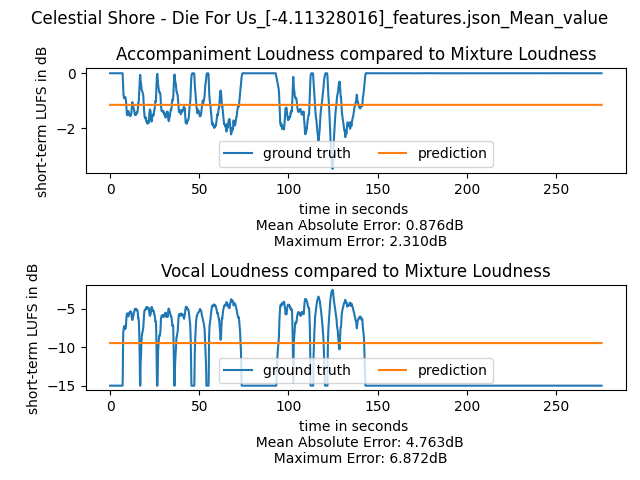 Celestial Shore - Die For Us_[-4.11328016]_features.json_Mean_value
Accompaniment Loudness compared to Mixture Loudness
short-term LUFS in dB
0
−2
ground truth
prediction
0 50 100 150 200 250
time in seconds
Mean Absolute Error: 0.876dB
Maximum Error: 2.310dB
Vocal Loudness compared to Mixture Loudness
short-term LUFS in dB
−5
−10
−15
ground truth
prediction
0 50 100 150 200 250
time in seconds
Mean Absolute Error: 4.763dB
Maximum Error: 6.872dB